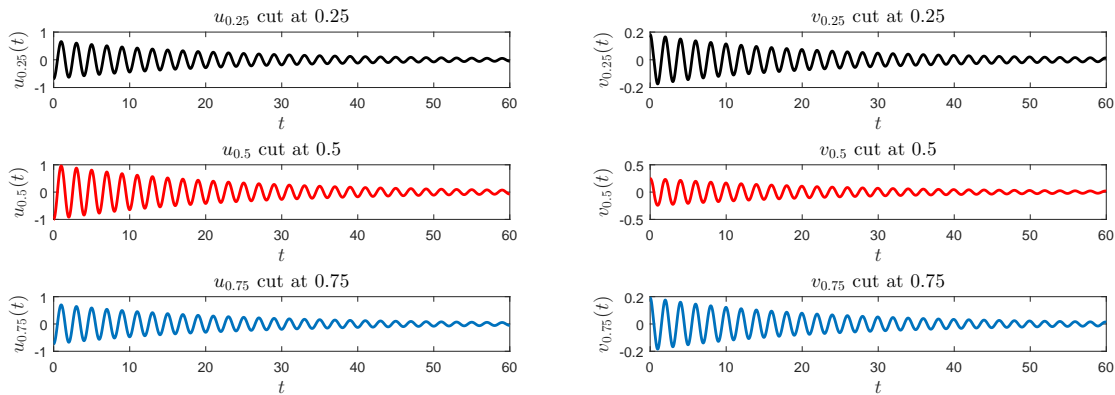 u₀.₂₅ cut at 0.25
u₀.₂₅(t)
1
0
-1
0 10 20 30 40 50 60
t
v₀.₂₅ cut at 0.25
v₀.₂₅(t)
0.2
0
-0.2
0 10 20 30 40 50 60
t
u₀.₅ cut at 0.5
u₀.₅(t)
1
0
-1
0 10 20 30 40 50 60
t
v₀.₅ cut at 0.5
v₀.₅(t)
0.5
0
-0.5
0 10 20 30 40 50 60
t
u₀.₇₅ cut at 0.75
u₀.₇₅(t)
1
0
-1
0 10 20 30 40 50 60
t
v₀.₇₅ cut at 0.75
v₀.₇₅(t)
0.2
0
-0.2
0 10 20 30 40 50 60
t